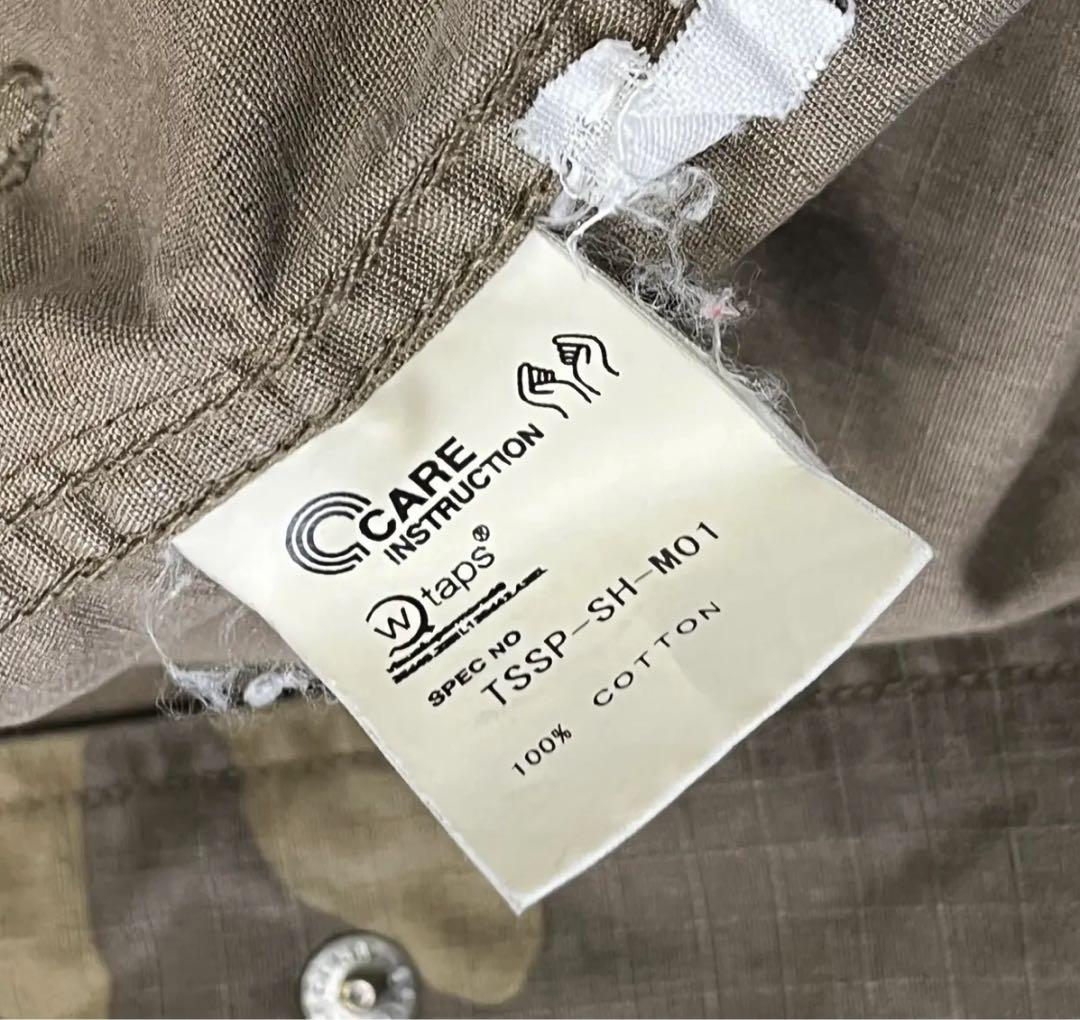 CARE
INSTRUCTION
W taps®
SPEC NO
TSSP-SH-M01
100% COTTON